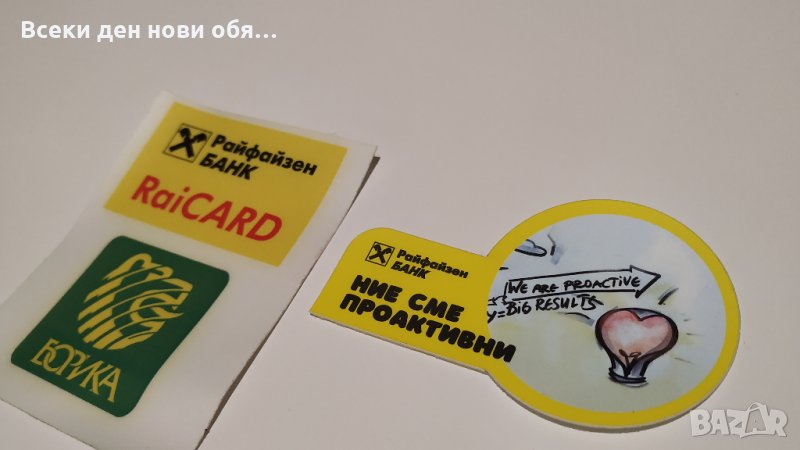 Всеки ден нови обя...
Райфайзен
БАНК
RaiCARD
БОРИКА
Райфайзен
БАНК
НИЕ СМЕ
ПРОАКТИВНИ
WE ARE PROACTIVE
y=BIG RESULTS
BAZAR